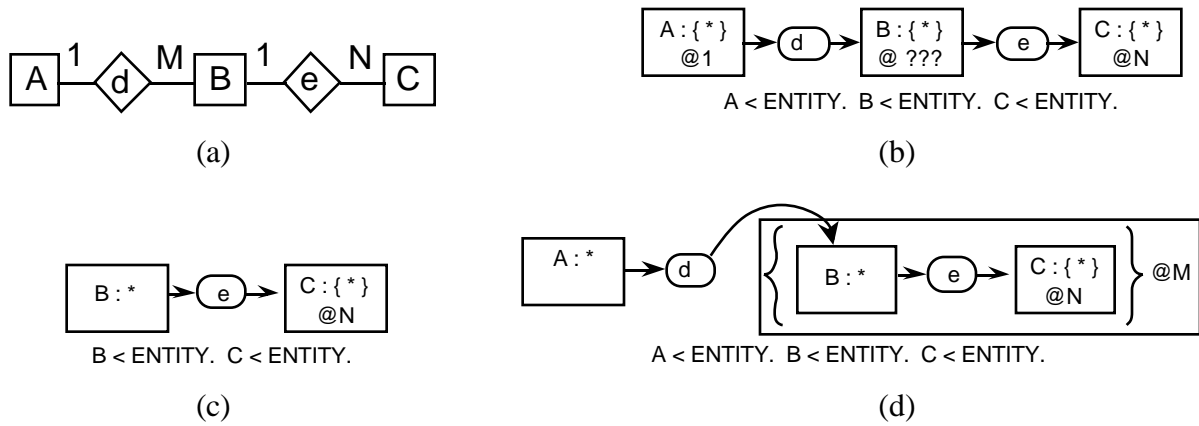 1 M 1 N
A d B e C
(a)
A : { * } d B : { * } e C : { * }
@1 @ ??? @N
A < ENTITY. B < ENTITY. C < ENTITY.
(b)
B : * e C : { * }
@N
B < ENTITY. C < ENTITY.
(c)
A : * d { B : * e C : { * } } @M
@N
A < ENTITY. B < ENTITY. C < ENTITY.
(d)